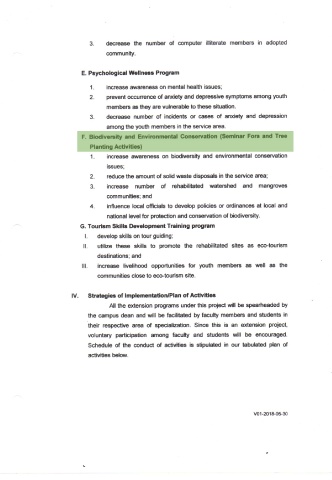 3. decrease the number of computer illiterate members in adopted
community.
E. Psychological Wellness Program
1. increase awareness on mental health issues;
2. prevent occurrence of anxiety and depressive symptoms among youth
members as they are vulnerable to these situation.
3. decrease number of incidents or cases of anxiety and depression
among the youth members in the service area.
F. Biodiversity and Environmental Conservation (Seminar Fora and Tree
Planting Activities)
1. increase awareness on biodiversity and environmental conservation
issues;
2. reduce the amount of solid waste disposals in the service area;
3. increase number of rehabilitated watershed and mangroves
communities; and
4. influence local officials to develop policies or ordinances at local and
national level for protection and conservation of biodiversity.
G. Tourism Skills Development Training program
I. develop skills on tour guiding;
II. utilize these skills to promote the rehabilitated sites as eco-tourism
destinations; and
III. increase livelihood opportunities for youth members as well as the
communities close to eco-tourism site.
IV. Strategies of Implementation/Plan of Activities
All the extension programs under this project will be spearheaded by
the campus dean and will be facilitated by faculty members and students in
their respective area of specialization. Since this is an extension project,
voluntary participation among faculty and students will be encouraged.
Schedule of the conduct of activities is stipulated in our tabulated plan of
activities below.
V01-2018-05-30